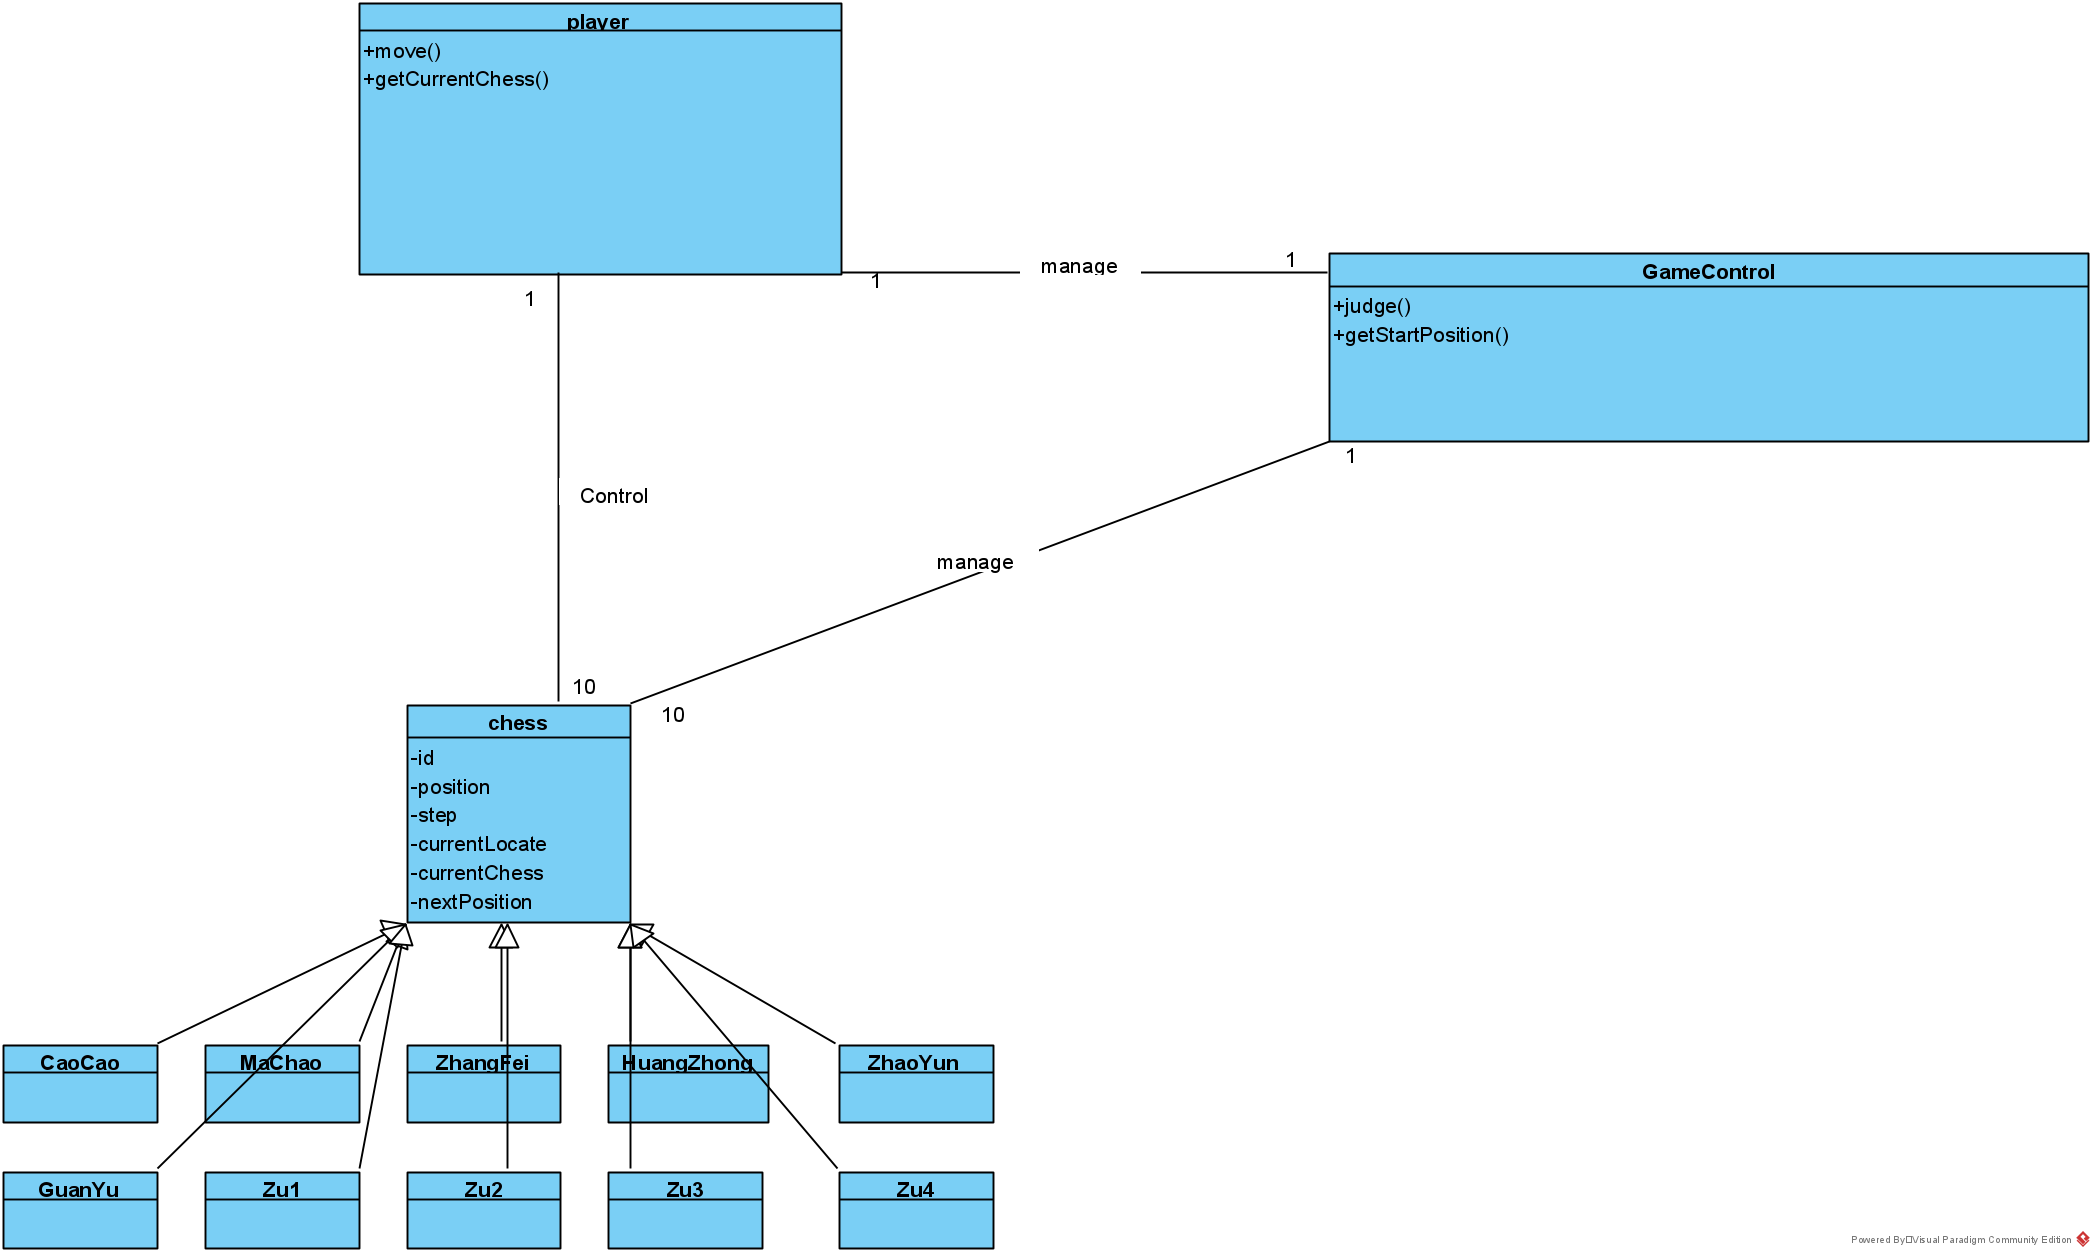 player
+move()
+getCurrentChess()
1
manage
1
GameControl
+judge()
+getStartPosition()
1
Control
1
manage
10
10
chess
-id
-position
-step
-currentLocate
-currentChess
-nextPosition
CaoCao
MaChao
ZhangFei
HuangZhong
ZhaoYun
GuanYu
Zu1
Zu2
Zu3
Zu4
Powered By□Visual Paradigm Community Edition